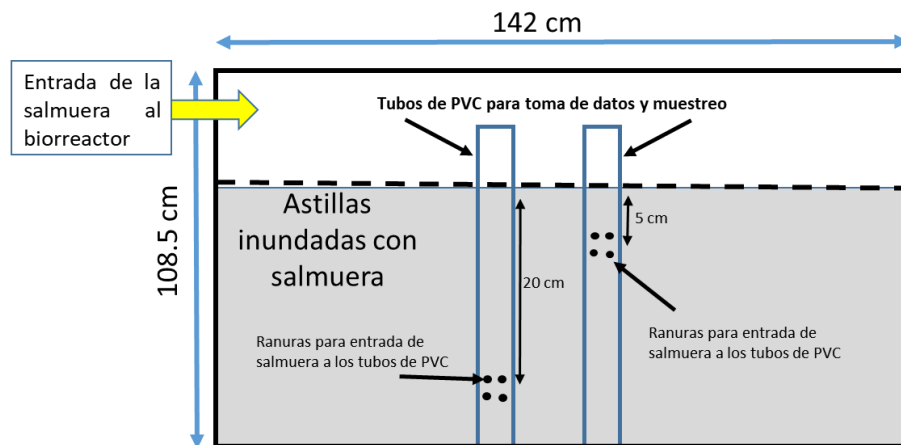 142 cm
Entrada de la
salmuera al
biorreactor
Tubos de PVC para toma de datos y muestreo
108.5 cm
Astillas
inundadas con
salmuera
5 cm
20 cm
Ranuras para entrada de
salmuera a los tubos de PVC
Ranuras para entrada de
salmuera a los tubos de PVC